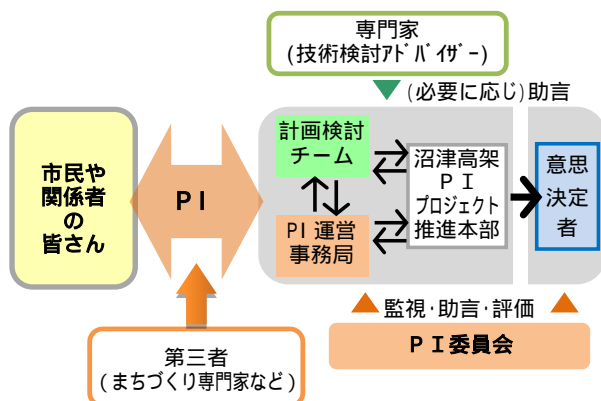 専門家
(技術検討ｱﾄﾞﾊﾞｲｻﾞｰ)
(必要に応じ)助言
市民や
関係者
の
皆さん
ＰＩ
計画検討
チーム
PI 運営
事務局
沼津高架
ＰＩ
プロジェクト
推進本部
意思
決定
者
監視・助言・評価
ＰＩ委員会
第三者
(まちづくり専門家など)